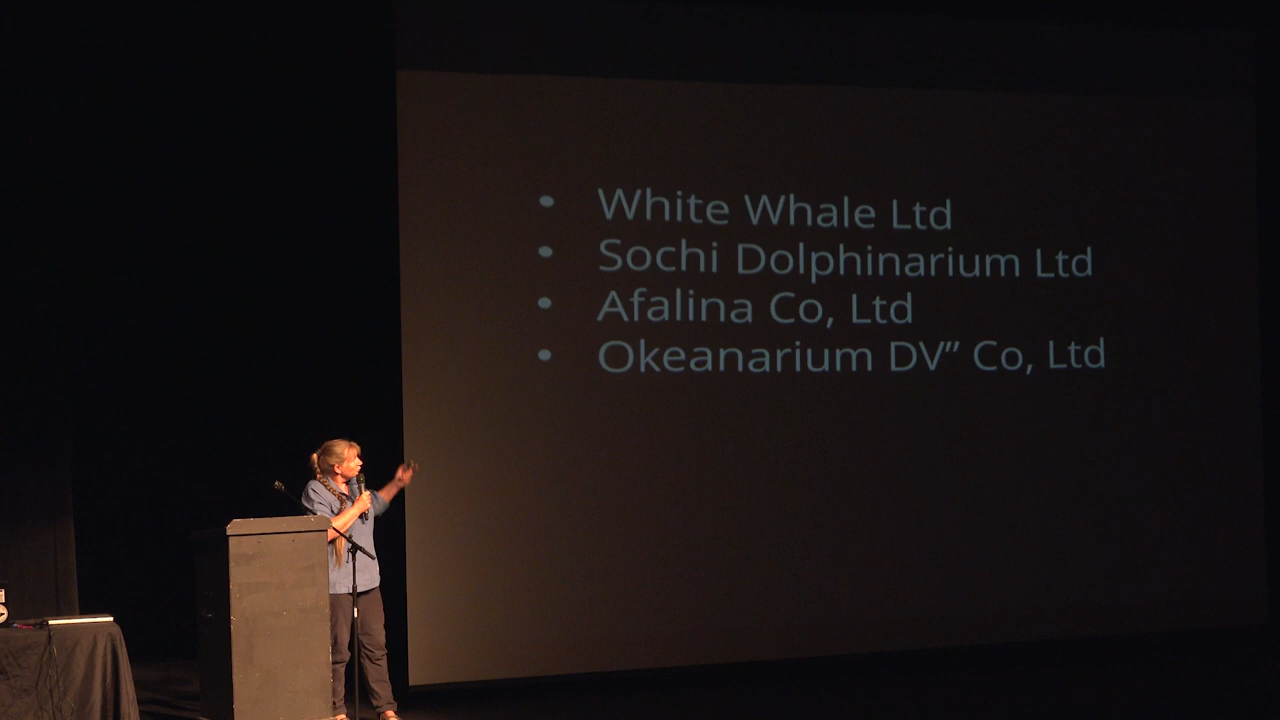 • White Whale Ltd
• Sochi Dolphinarium Ltd
• Afalina Co, Ltd
• Okeanarium DV” Co, Ltd